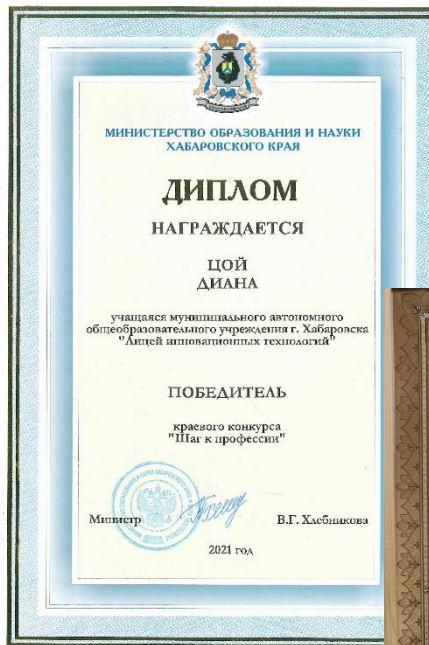 МИНИСТЕРСТВО ОБРАЗОВАНИЯ И НАУКИ
ХАБАРОВСКОГО КРАЯ
ДИПЛОМ
НАГРАЖДАЕТСЯ
ЦОЙ
ДИАНА
учащаяся муниципального автономного
общеобразовательного учреждения г. Хабаровска
"Лицей инновационных технологий"
ПОБЕДИТЕЛЬ
краевого конкурса
"Шаг к профессии"
Министр В.Г. Хлебникова
2021 год